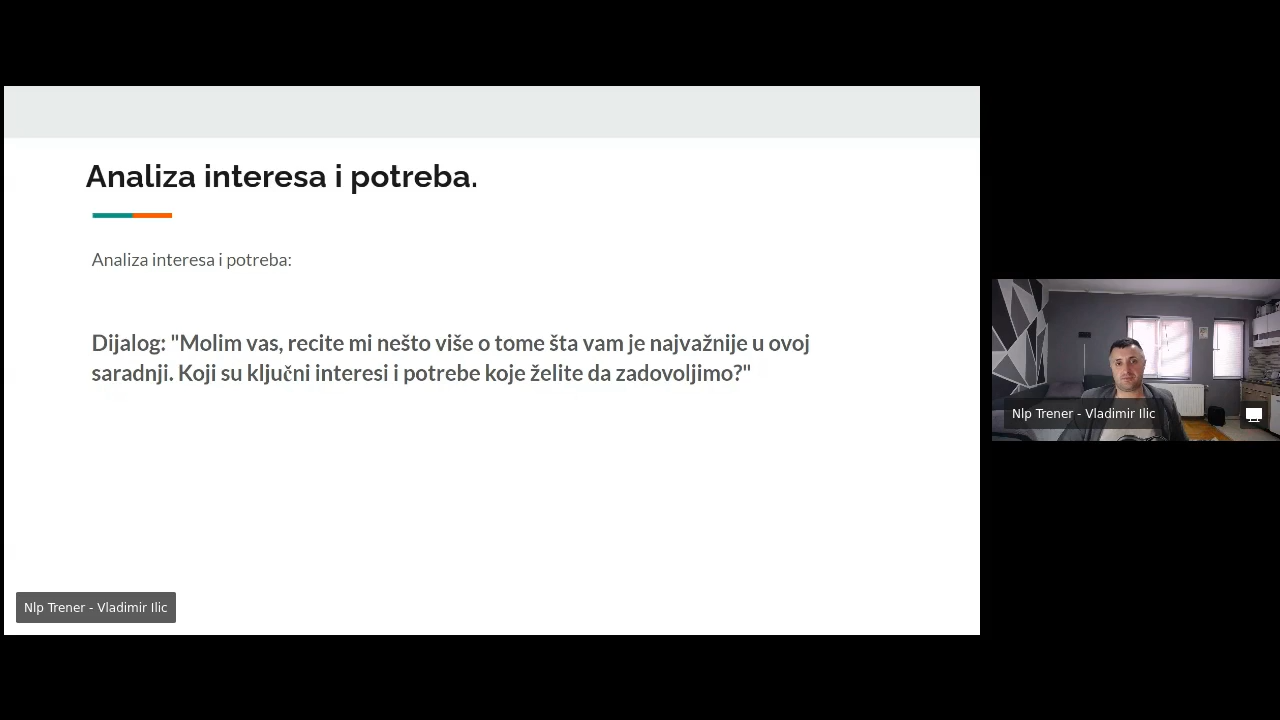 Analiza interesa i potreba.
Analiza interesa i potreba:
Dijalog: "Molim vas, recite mi nešto više o tome šta vam je najvažnije u ovoj
saradnji. Koji su ključni interesi i potrebe koje želite da zadovoljimo?"
Nlp Trener - Vladimir Ilic
Nlp Trener - Vladimir Ilic